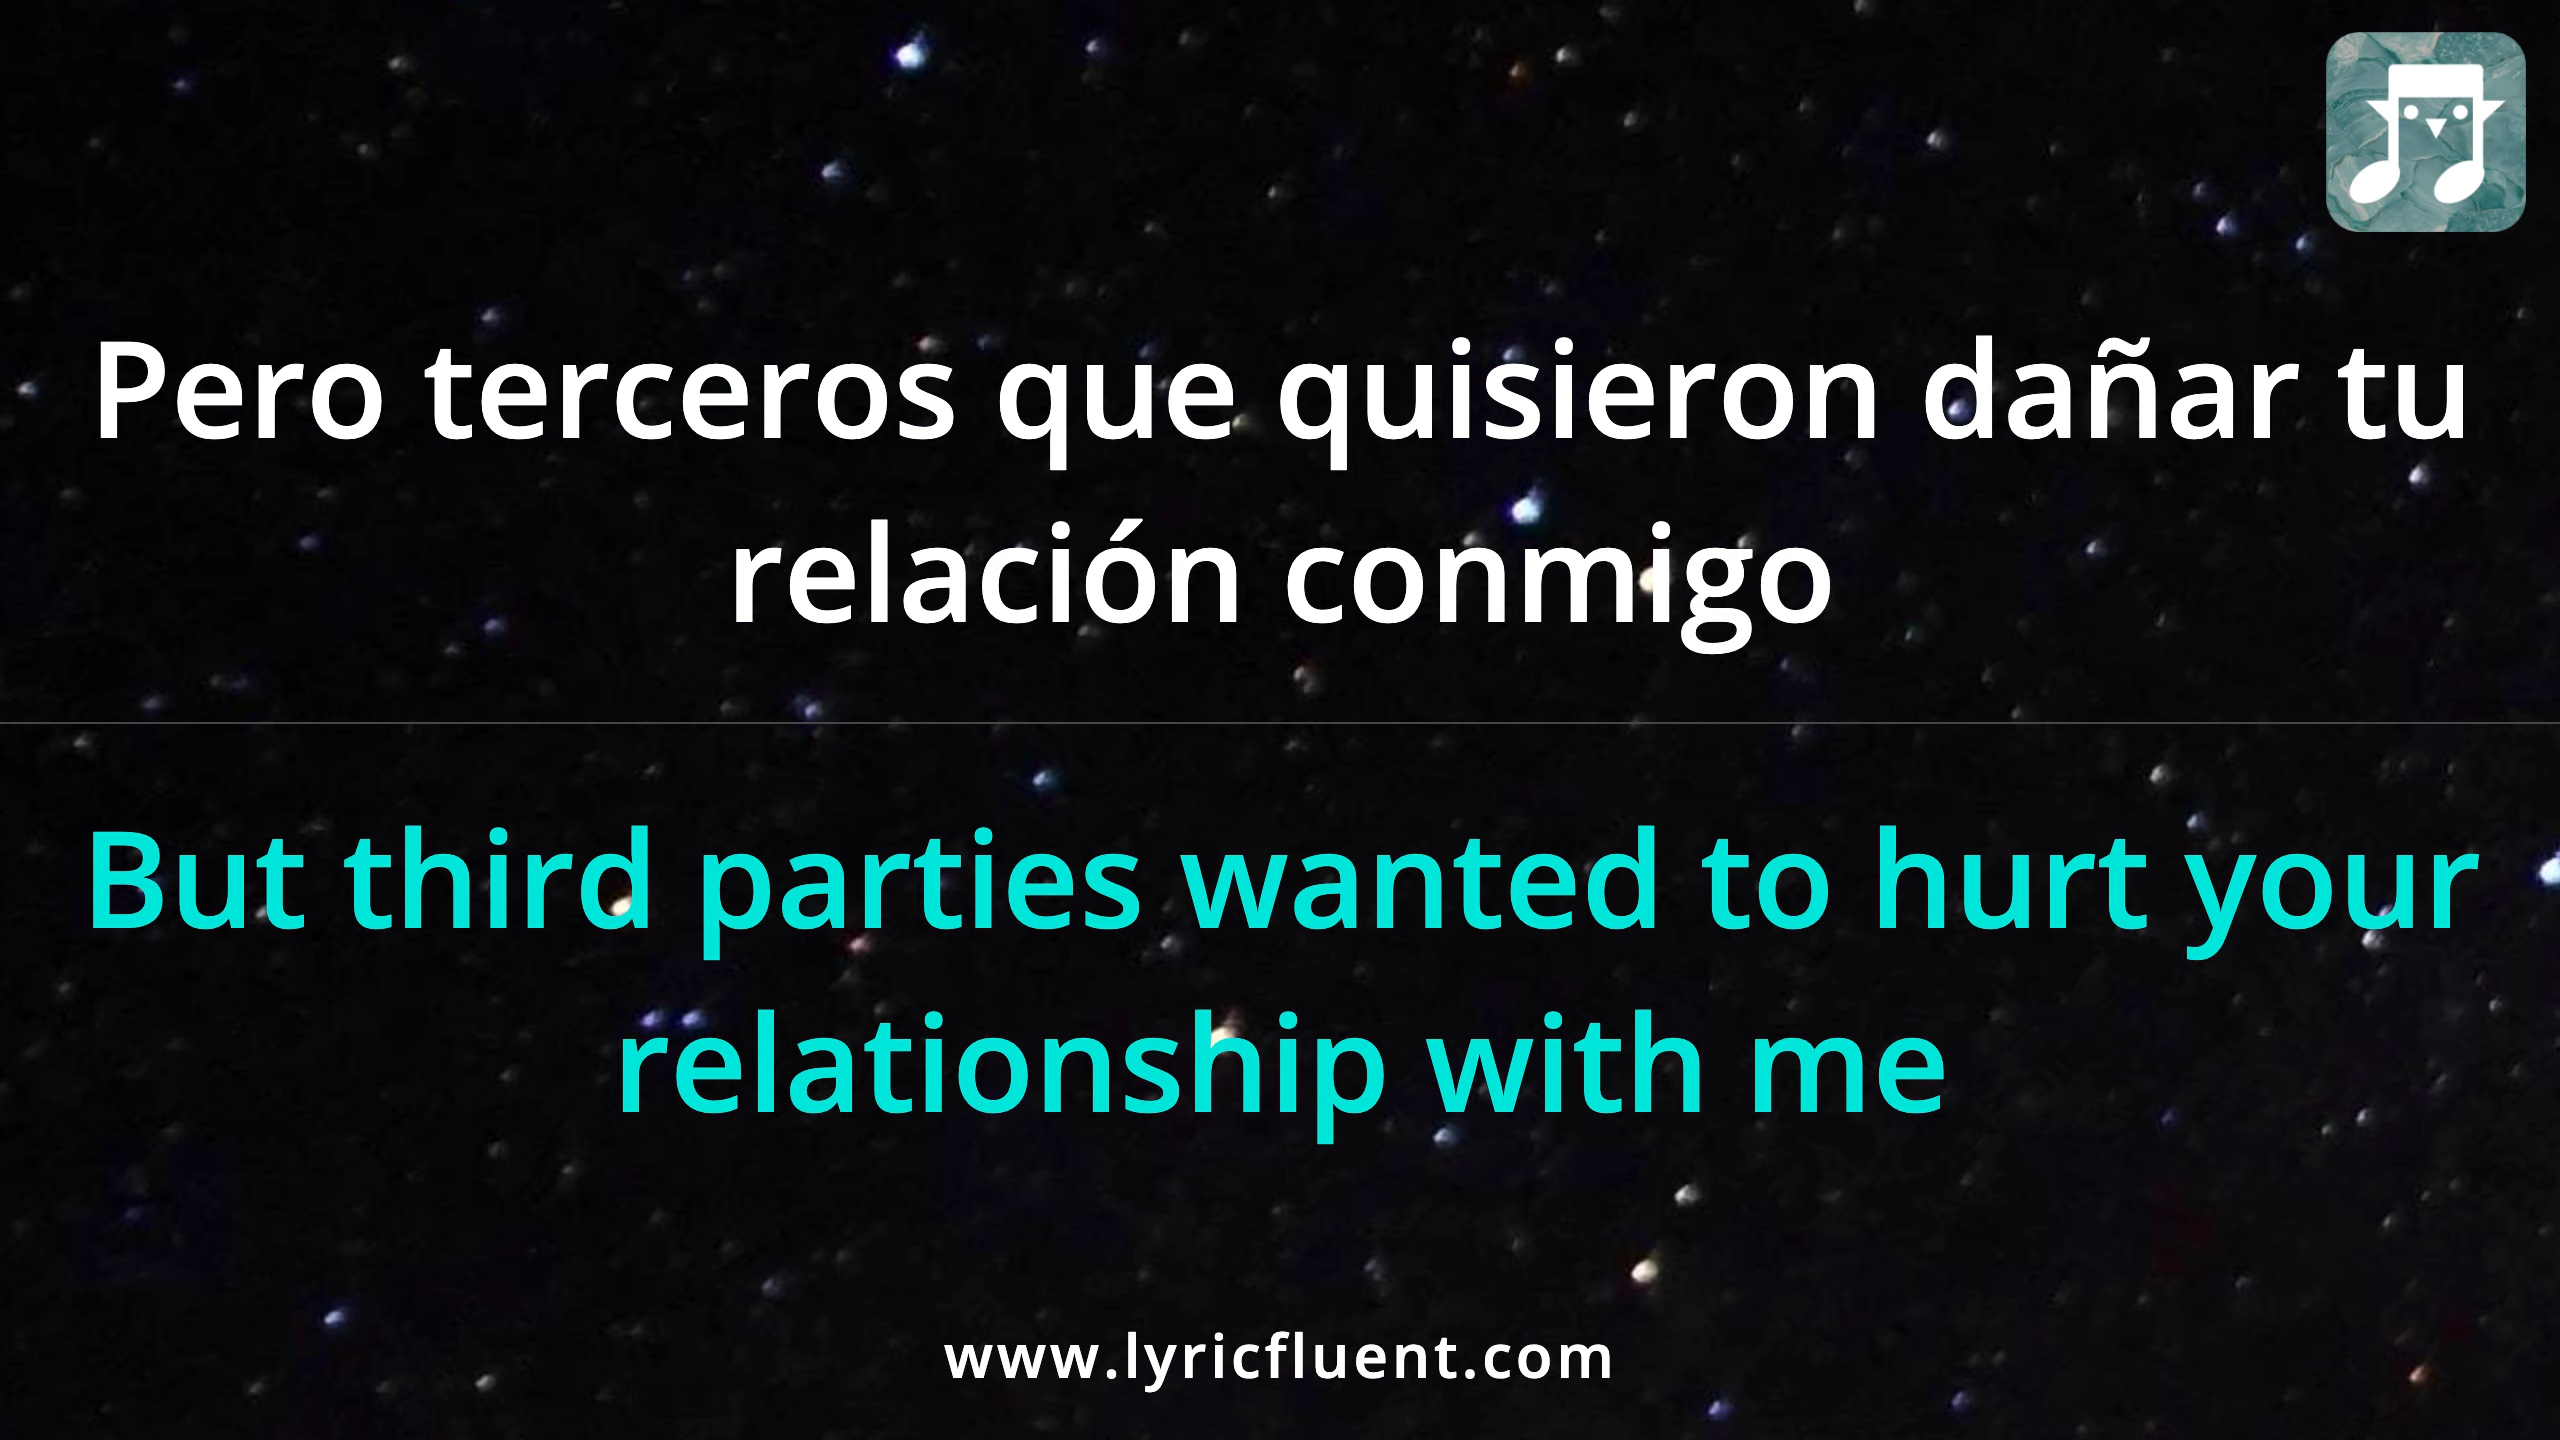 Pero terceros que quisieron dañar tu
relación conmigo
But third parties wanted to hurt your
relationship with me
www.lyricfluent.com